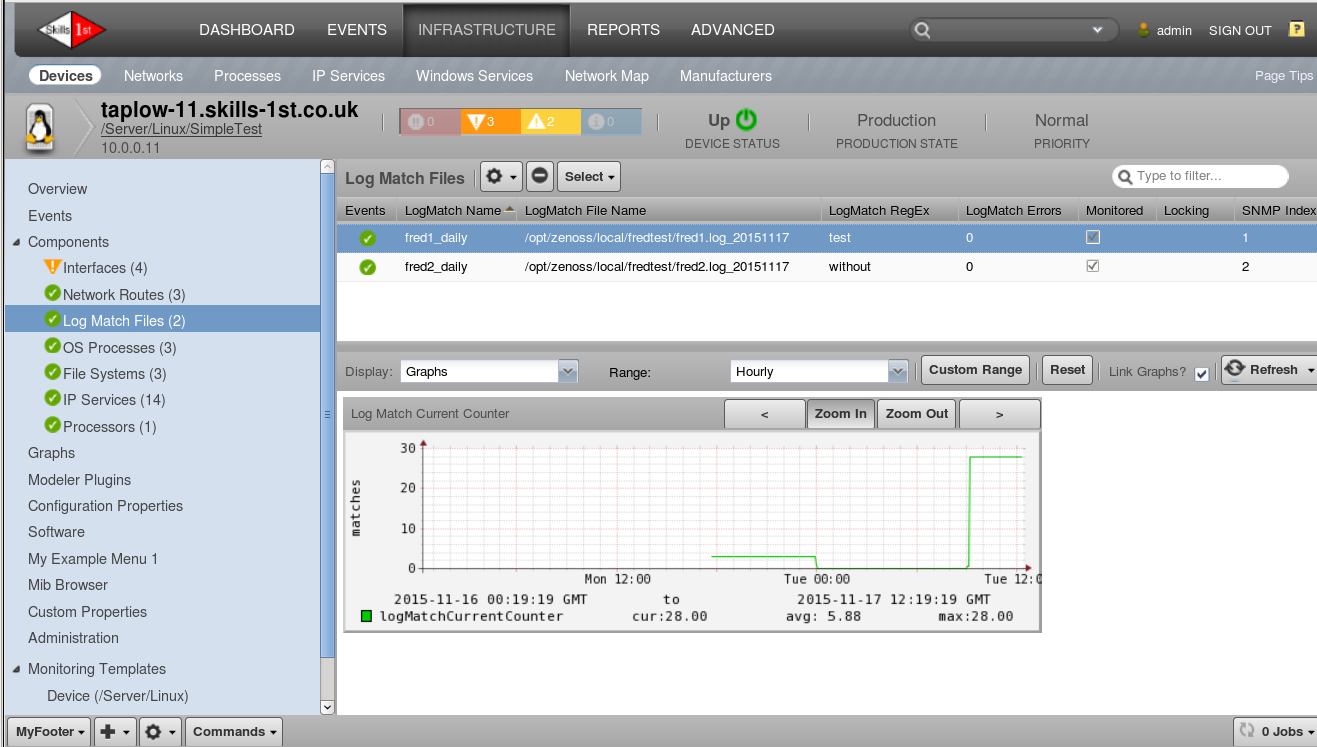 Skills 1st DASHBOARD EVENTS INFRASTRUCTURE REPORTS ADVANCED admin SIGN OUT ?
Devices Networks Processes IP Services Windows Services Network Map Manufacturers Page Tips
taplow-11.skills-1st.co.uk
/Server/Linux/SimpleTest
10.0.0.11
0 3 2 0
Up
DEVICE STATUS
Production
PRODUCTION STATE
Normal
PRIORITY
Overview
Events
Components
Interfaces (4)
Network Routes (3)
Log Match Files (2)
OS Processes (3)
File Systems (3)
IP Services (14)
Processors (1)
Graphs
Modeler Plugins
Configuration Properties
Software
My Example Menu 1
Mib Browser
Custom Properties
Administration
Monitoring Templates
Device (/Server/Linux)
Log Match Files Select Type to filter...
Events LogMatch Name LogMatch File Name LogMatch RegEx LogMatch Errors Monitored Locking SNMP Index
fred1_daily /opt/zenoss/local/fredtest/fred1.log_20151117 test 0 1
fred2_daily /opt/zenoss/local/fredtest/fred2.log_20151117 without 0 2
Display: Graphs Range: Hourly Custom Range Reset Link Graphs? Refresh
Log Match Current Counter < Zoom In Zoom Out >
matches
30
20
10
0
Mon 12:00 Tue 00:00 Tue 12:0
2015-11-16 00:19:19 GMT to 2015-11-17 12:19:19 GMT
logMatchCurrentCounter cur:28.00 avg: 5.88 max:28.00
MyFooter Commands 0 Jobs